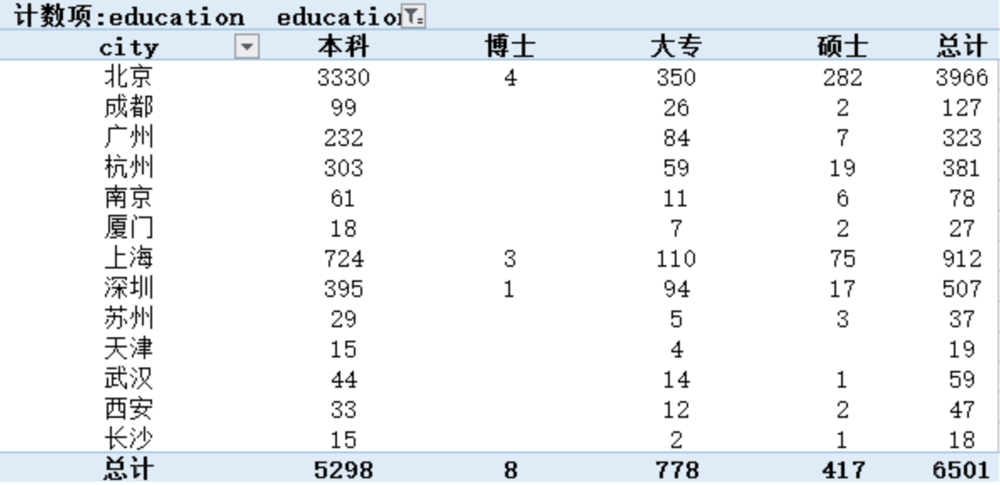 计数项:education educatio
city 本科 博士 大专 硕士 总计
北京 3330 4 350 282 3966
成都 99 26 2 127
广州 232 84 7 323
杭州 303 59 19 381
南京 61 11 6 78
厦门 18 7 2 27
上海 724 3 110 75 912
深圳 395 1 94 17 507
苏州 29 5 3 37
天津 15 4 19
武汉 44 14 1 59
西安 33 12 2 47
长沙 15 2 1 18
总计 5298 8 778 417 6501